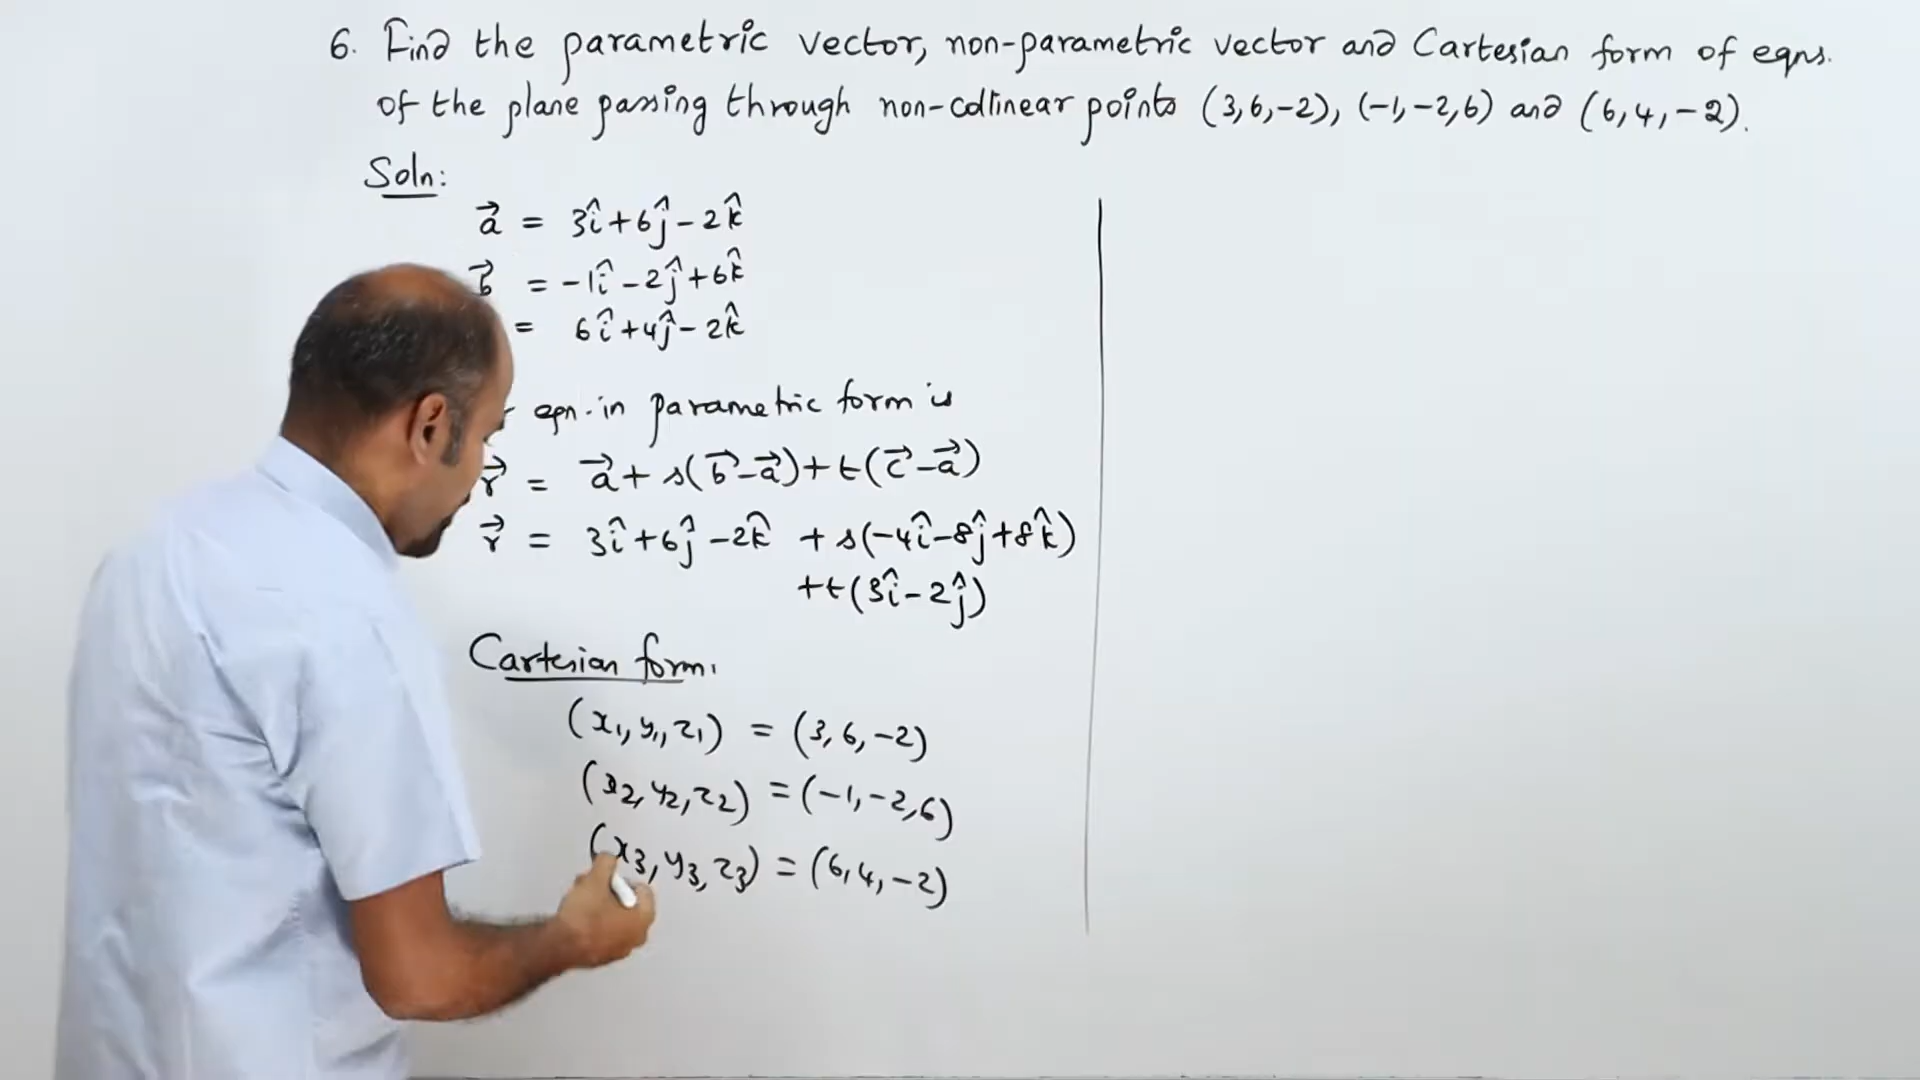 6. Find the parametric vector, non-parametric vector and Cartesian form of eqns.
of the plane passing through non-collinear points (3,6,-2), (-1,-2,6) and (6,4,-2).
Soln:
a⃗ = 3î+6ĵ-2k̂
b⃗ = -1î-2ĵ+6k̂
= 6î+4ĵ-2k̂
eqn. in parametric form is
r⃗ = a⃗+s(b⃗-a⃗)+t(c⃗-a⃗)
r⃗ = 3î+6ĵ-2k̂ +s(-4î-8ĵ+8k̂)
+t(3î-2ĵ)
Cartesian form.
(x₁,y₁,z₁) = (3,6,-2)
(x₂,y₂,z₂) = (-1,-2,6)
(x₃,y₃,z₃) = (6,4,-2)